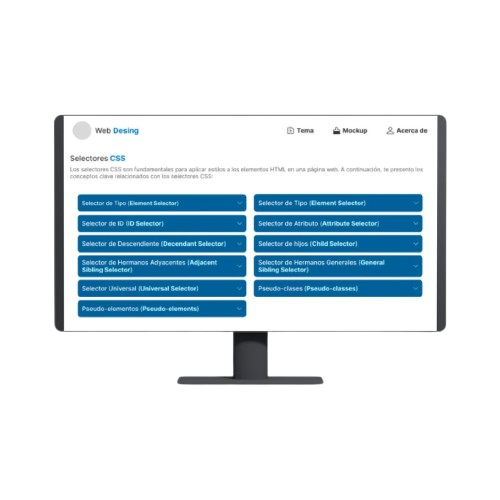 Web Desing
Tema
Mockup
Acerca de
Selectores CSS
Los selectores CSS son fundamentales para aplicar estilos a los elementos HTML en una página web. A continuación, te presento los
conceptos clave relacionados con los selectores CSS:
Selector de Tipo (Element Selector)
Selector de Tipo (Element Selector)
Selector de ID (ID Selector)
Selector de Atributo (Attribute Selector)
Selector de Descendiente (Decendant Selector)
Selector de hijos (Child Selector)
Selector de Hermanos Adyacentes (Adjacent
Sibling Selector)
Selector de Hermanos Generales (General
Sibling Selector)
Selector Universal (Universal Selector)
Pseudo-clases (Pseudo-classes)
Pseudo-elementos (Pseudo-elements)